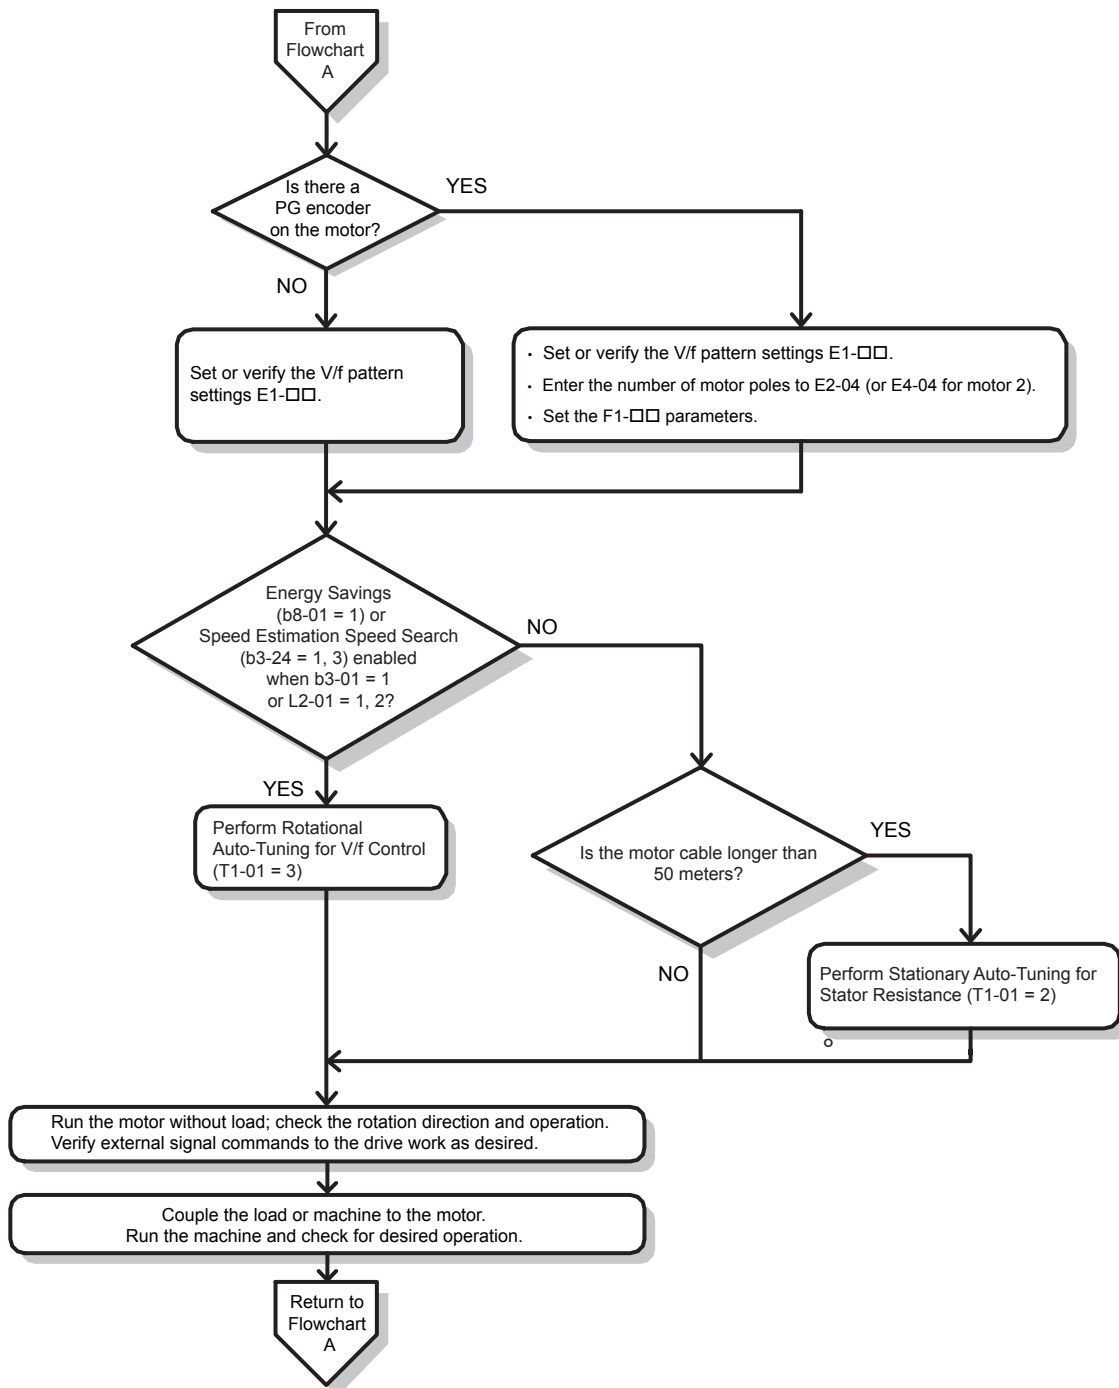 From
Flowchart
A
Is there a
PG encoder
on the motor?
YES
NO
Set or verify the V/f pattern
settings E1-□□.
· Set or verify the V/f pattern settings E1-□□.
· Enter the number of motor poles to E2-04 (or E4-04 for motor 2).
· Set the F1-□□ parameters.
Energy Savings
(b8-01 = 1) or
Speed Estimation Speed Search
(b3-24 = 1, 3) enabled
when b3-01 = 1
or L2-01 = 1, 2?
NO
YES
Perform Rotational
Auto-Tuning for V/f Control
(T1-01 = 3)
Is the motor cable longer than
50 meters?
YES
NO
Perform Stationary Auto-Tuning for
Stator Resistance (T1-01 = 2)
Run the motor without load; check the rotation direction and operation.
Verify external signal commands to the drive work as desired.
Couple the load or machine to the motor.
Run the machine and check for desired operation.
Return to
Flowchart
A